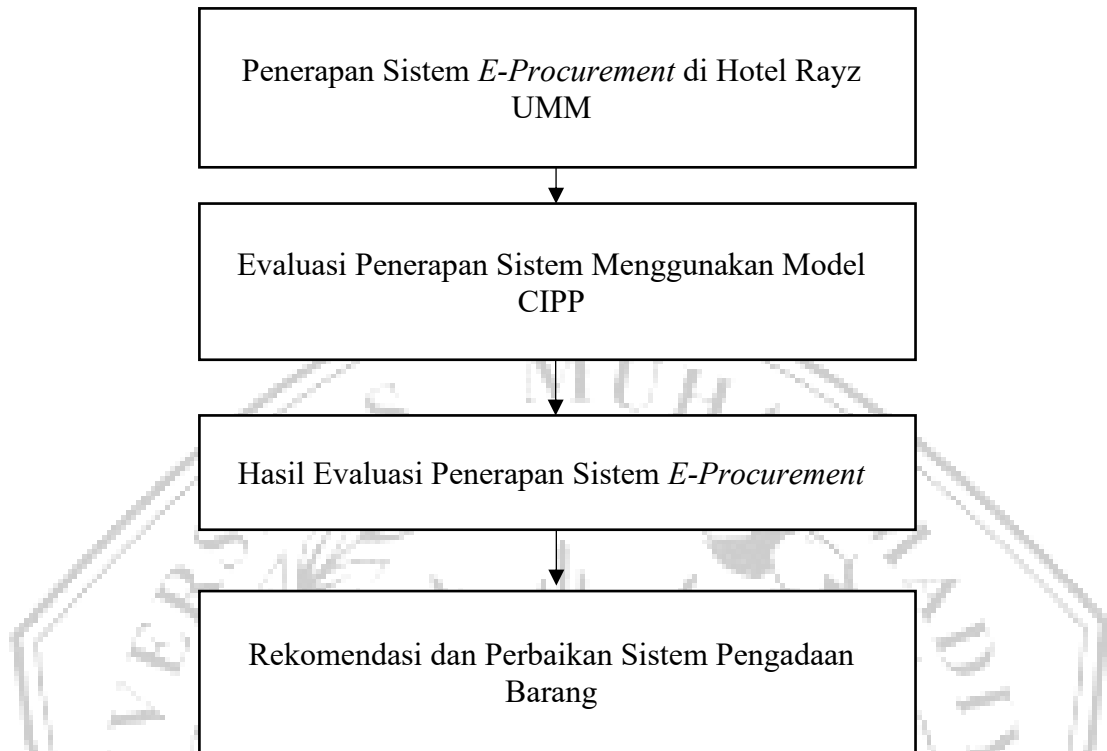 Penerapan Sistem E-Procurement di Hotel Rayz
UMM
Evaluasi Penerapan Sistem Menggunakan Model
CIPP
Hasil Evaluasi Penerapan Sistem E-Procurement
Rekomendasi dan Perbaikan Sistem Pengadaan
Barang